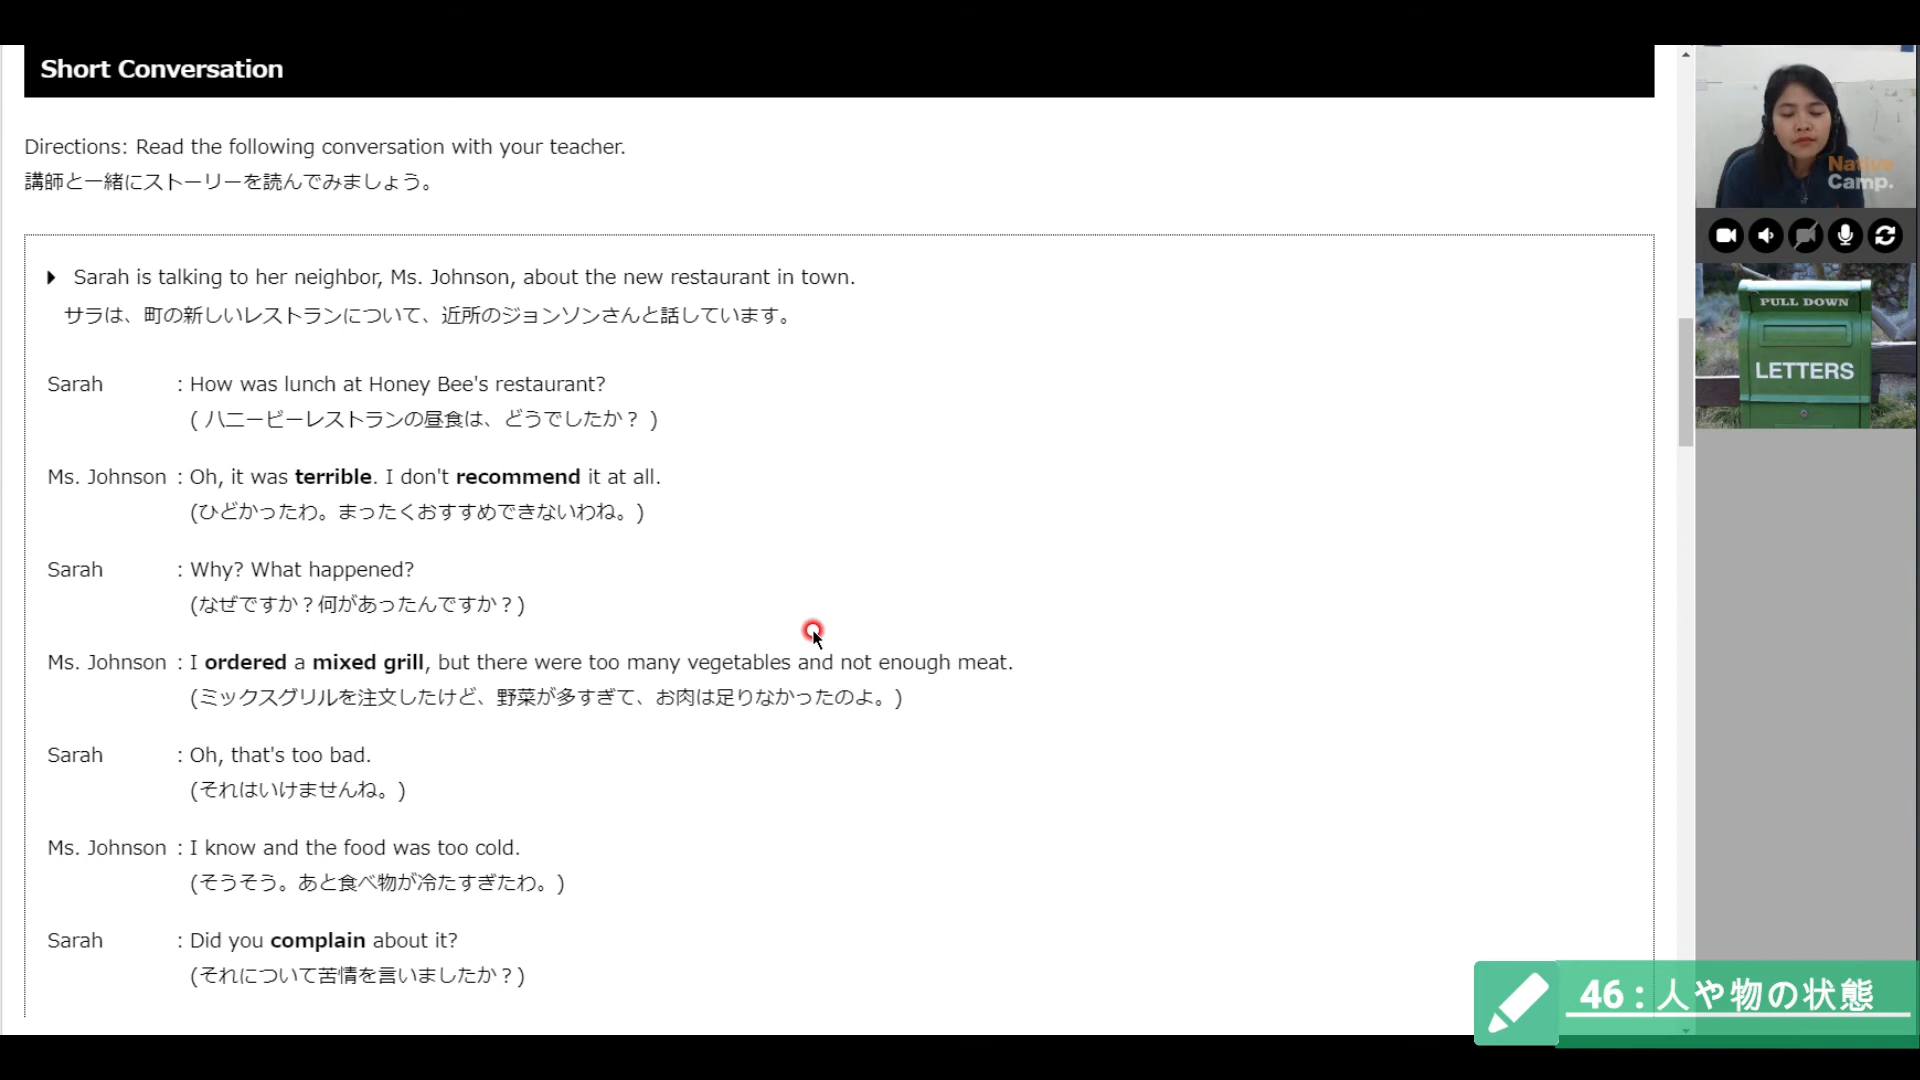 Short Conversation
Directions: Read the following conversation with your teacher.
講師と一緒にストーリーを読んでみましょう。
Sarah is talking to her neighbor, Ms. Johnson, about the new restaurant in town.
サラは、町の新しいレストランについて、近所のジョンソンさんと話しています。
Sarah : How was lunch at Honey Bee's restaurant?
( ハニービーレストランの昼食は、どうでしたか？ )
Ms. Johnson : Oh, it was terrible. I don't recommend it at all.
(ひどかったわ。まったくおすすめできないわね。)
Sarah : Why? What happened?
(なぜですか？何があったんですか？)
Ms. Johnson : I ordered a mixed grill, but there were too many vegetables and not enough meat.
(ミックスグリルを注文したけど、野菜が多すぎて、お肉は足りなかったのよ。)
Sarah : Oh, that's too bad.
(それはいけませんね。)
Ms. Johnson : I know and the food was too cold.
(そうそう。あと食べ物が冷たすぎたわ。)
Sarah : Did you complain about it?
(それについて苦情を言いましたか？)
Native
Camp.
PULL DOWN
LETTERS
46：人や物の状態